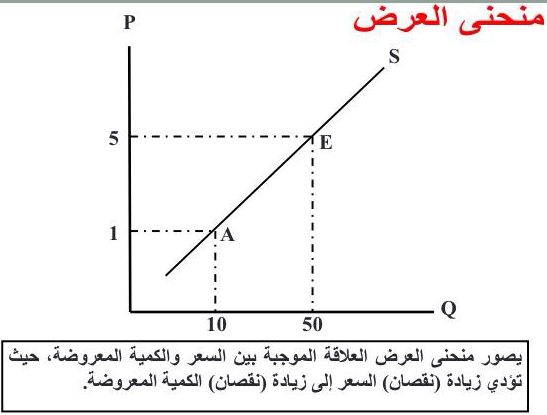 منحنى العرض
P
S
5
E
1
A
Q
10 50
يصور منحنى العرض العلاقة الموجبة بين السعر والكمية المعروضة، حيث
تؤدي زيادة (نقصان) السعر إلى زيادة (نقصان) الكمية المعروضة.